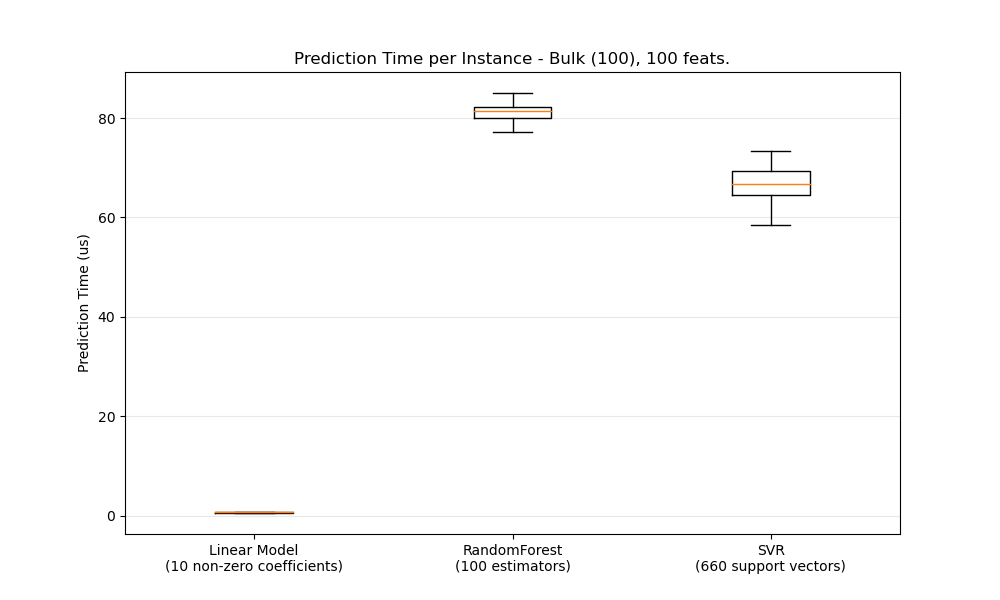 Prediction Time per Instance - Bulk (100), 100 feats.
Prediction Time (us)
80
60
40
20
0
Linear Model
(10 non-zero coefficients)
RandomForest
(100 estimators)
SVR
(660 support vectors)